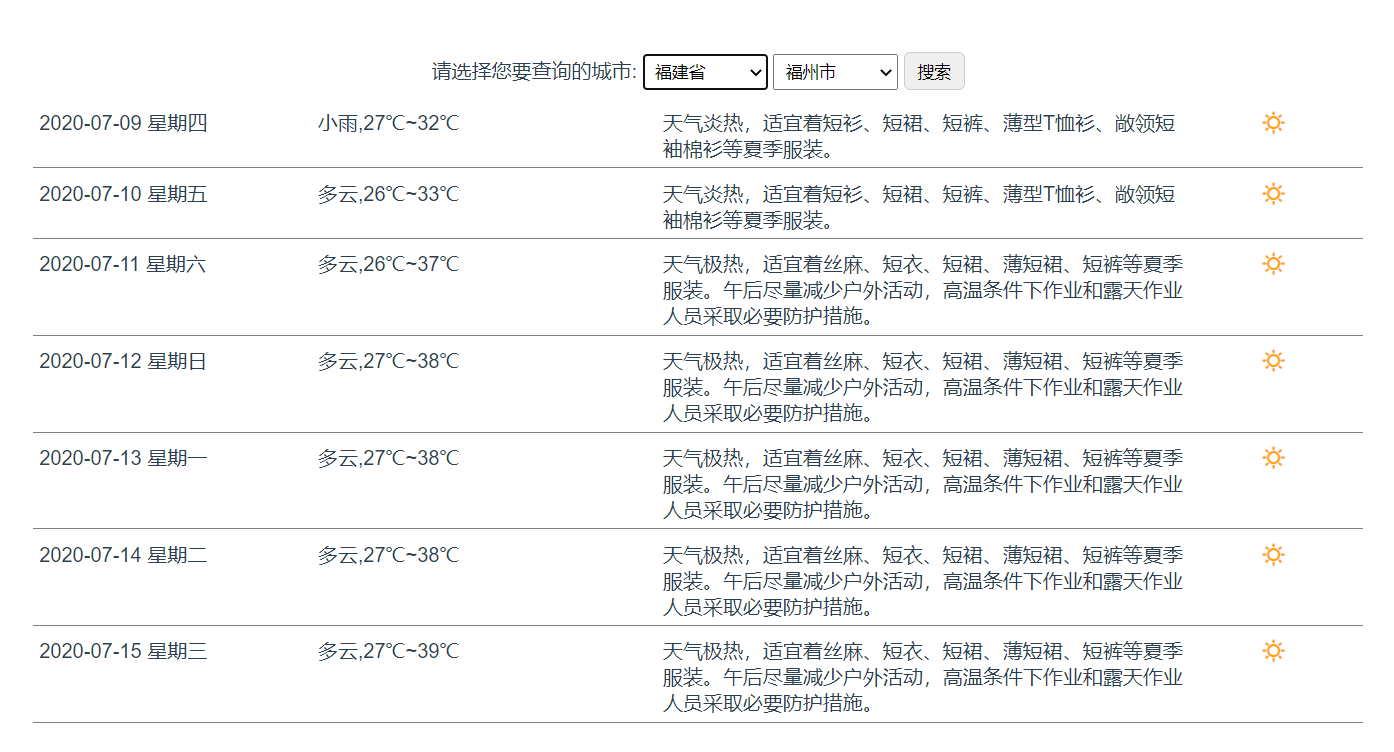 请选择您要查询的城市: 福建省 福州市 搜索
2020-07-09 星期四 小雨,27℃~32℃ 天气炎热，适宜着短衫、短裙、短裤、薄型T恤衫、敞领短
袖棉衫等夏季服装。
2020-07-10 星期五 多云,26℃~33℃ 天气炎热，适宜着短衫、短裙、短裤、薄型T恤衫、敞领短
袖棉衫等夏季服装。
2020-07-11 星期六 多云,26℃~37℃ 天气极热，适宜着丝麻、短衣、短裙、薄短裙、短裤等夏季
服装。午后尽量减少户外活动，高温条件下作业和露天作业
人员采取必要防护措施。
2020-07-12 星期日 多云,27℃~38℃ 天气极热，适宜着丝麻、短衣、短裙、薄短裙、短裤等夏季
服装。午后尽量减少户外活动，高温条件下作业和露天作业
人员采取必要防护措施。
2020-07-13 星期一 多云,27℃~38℃ 天气极热，适宜着丝麻、短衣、短裙、薄短裙、短裤等夏季
服装。午后尽量减少户外活动，高温条件下作业和露天作业
人员采取必要防护措施。
2020-07-14 星期二 多云,27℃~38℃ 天气极热，适宜着丝麻、短衣、短裙、薄短裙、短裤等夏季
服装。午后尽量减少户外活动，高温条件下作业和露天作业
人员采取必要防护措施。
2020-07-15 星期三 多云,27℃~39℃ 天气极热，适宜着丝麻、短衣、短裙、薄短裙、短裤等夏季
服装。午后尽量减少户外活动，高温条件下作业和露天作业
人员采取必要防护措施。